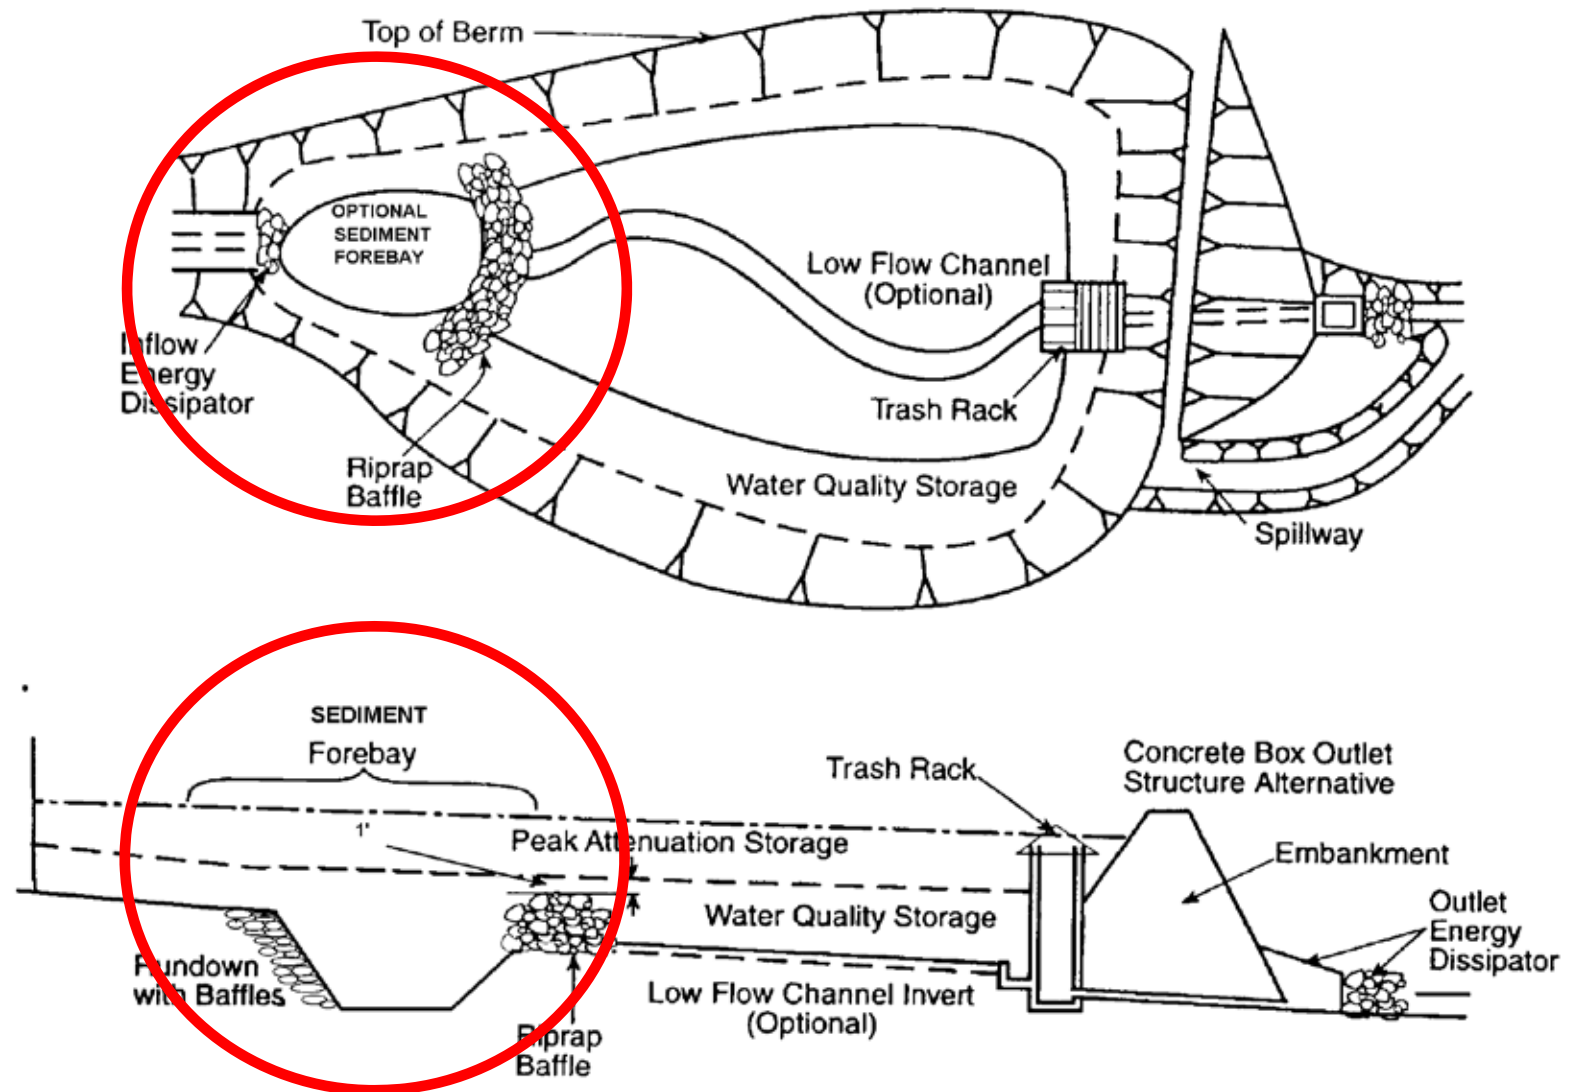 Top of Berm
OPTIONAL
SEDIMENT
FOREBAY
Low Flow Channel
(Optional)
Inflow
Energy
Dissipator
Trash Rack
Riprap
Baffle
Water Quality Storage
Spillway
SEDIMENT
Forebay
Trash Rack
Concrete Box Outlet
Structure Alternative
1'
Peak Attenuation Storage
Embankment
Water Quality Storage
Outlet
Energy
Dissipator
Rundown
with Baffles
Low Flow Channel Invert
(Optional)
Riprap
Baffle